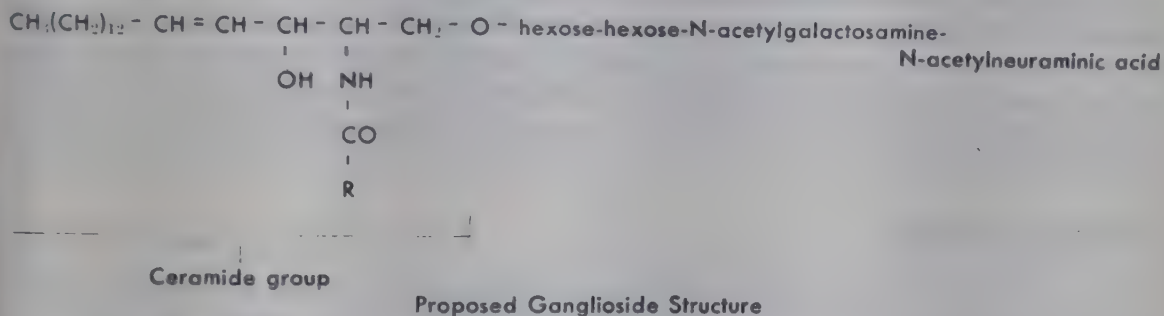 CH₃(CH₂)₁₂ - CH = CH - CH - CH - CH₂ - O - hexose-hexose-N-acetylgalactosamine-
N-acetylneuraminic acid
OH NH
CO
R
Ceramide group
Proposed Ganglioside Structure